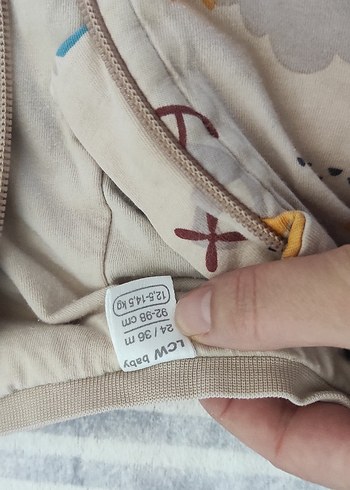 LCW baby
24 / 36 m
92-98 cm
12,5-14,5 kg